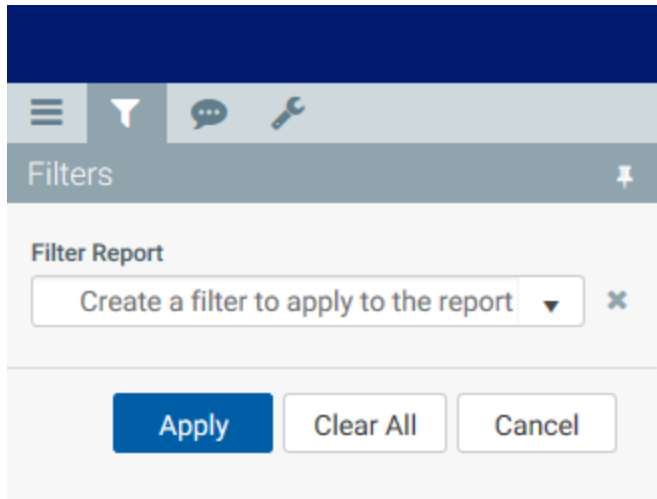 Filters
Filter Report
Create a filter to apply to the report
Apply Clear All Cancel